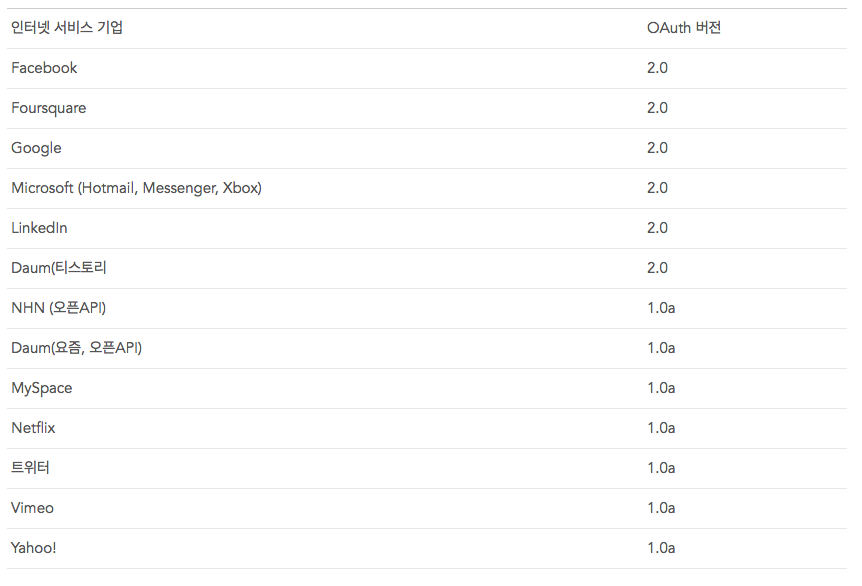 인터넷 서비스 기업 OAuth 버전
Facebook 2.0
Foursquare 2.0
Google 2.0
Microsoft (Hotmail, Messenger, Xbox) 2.0
LinkedIn 2.0
Daum(티스토리 2.0
NHN (오픈API) 1.0a
Daum(요즘, 오픈API) 1.0a
MySpace 1.0a
Netflix 1.0a
트위터 1.0a
Vimeo 1.0a
Yahoo! 1.0a